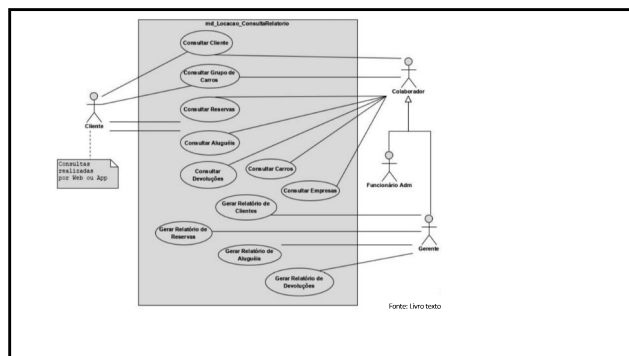 md_Locacao_ConsultaRelatorio
Consultar Cliente
Consultar Grupo de
Carros
Colaborador
Cliente
Consultar Reservas
Consultar Aluguéis
Consultas
realizadas
por Web ou App
Consultar
Devoluções
Consultar Carros
Consultar Empresas
Funcionário Adm
Gerar Relatório de
Clientes
Gerar Relatório de
Reservas
Gerente
Gerar Relatório de
Aluguéis
Gerar Relatório de
Devoluções
Fonte: Livro texto